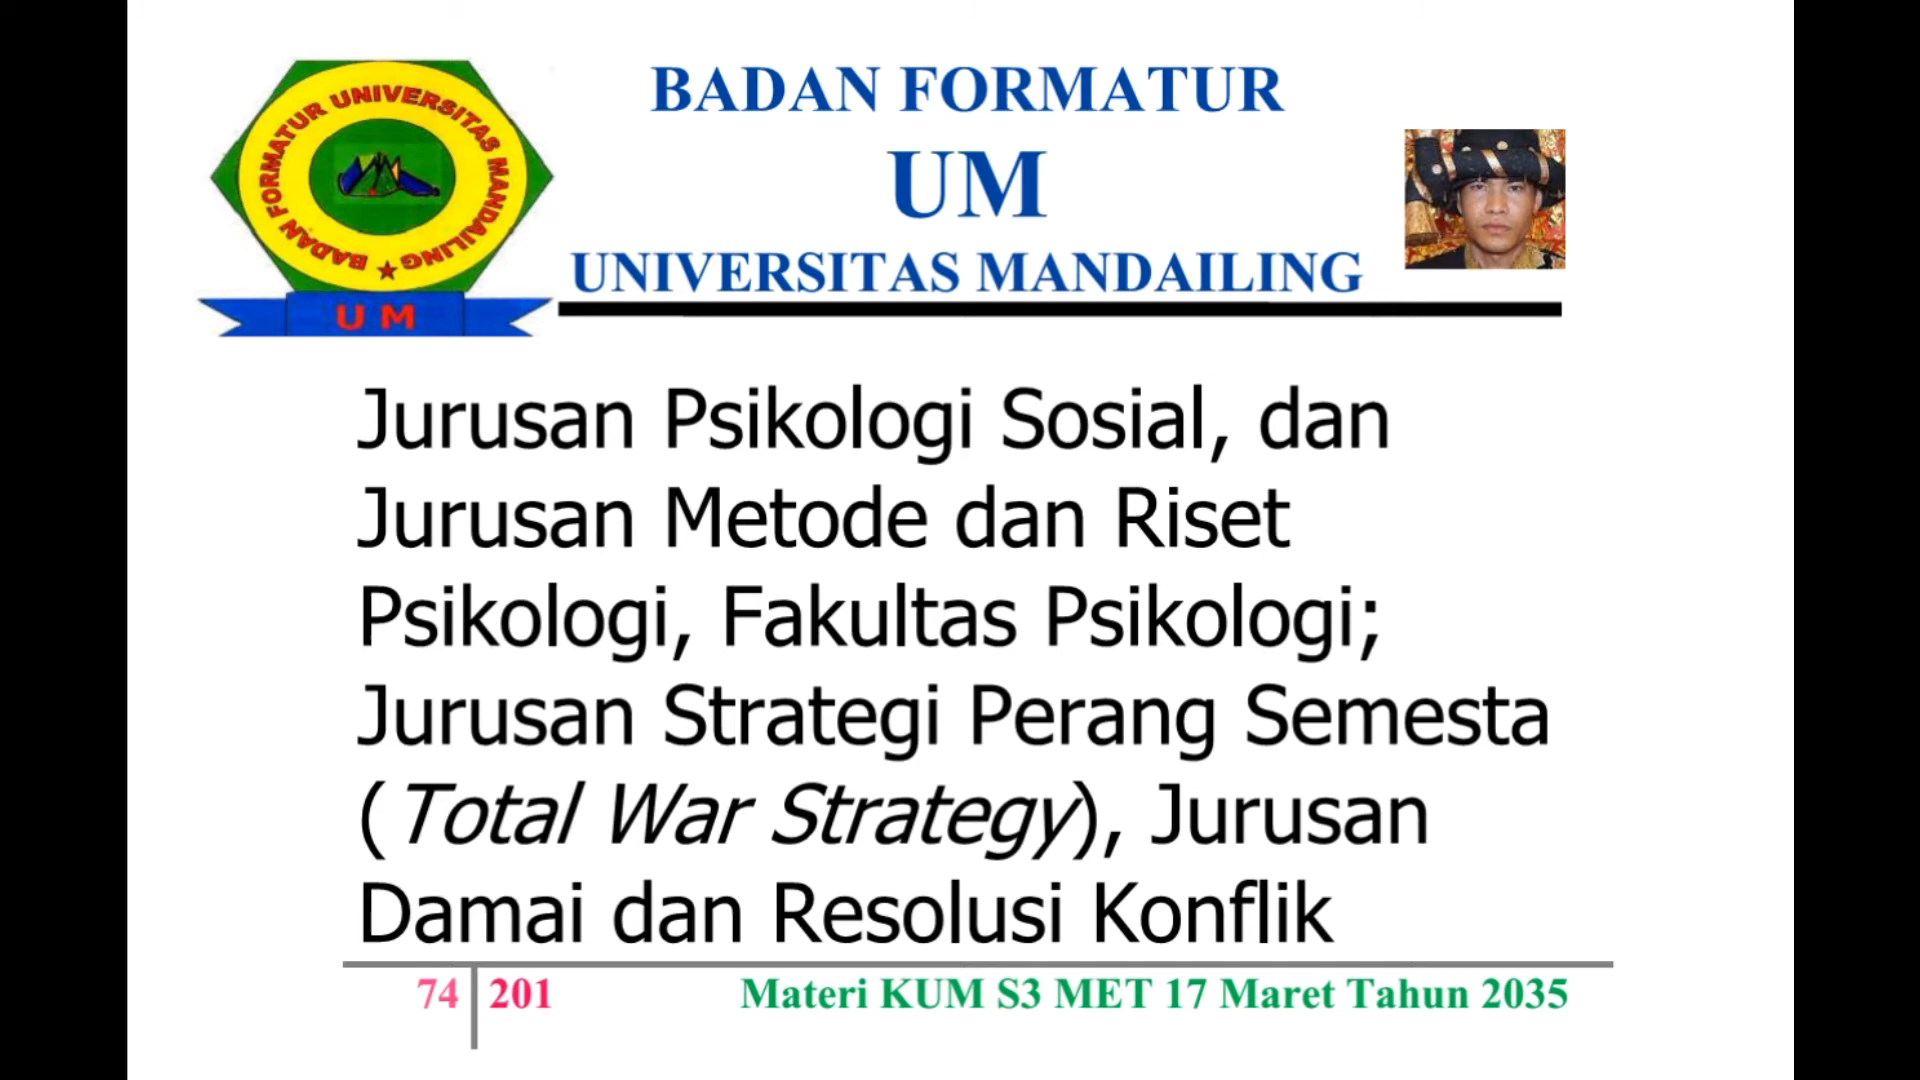 BADAN FORMATUR UNIVERSITAS MANDAILING
UM
BADAN FORMATUR
UM
UNIVERSITAS MANDAILING
Jurusan Psikologi Sosial, dan
Jurusan Metode dan Riset
Psikologi, Fakultas Psikologi;
Jurusan Strategi Perang Semesta
(Total War Strategy), Jurusan
Damai dan Resolusi Konflik
74 201 Materi KUM S3 MET 17 Maret Tahun 2035